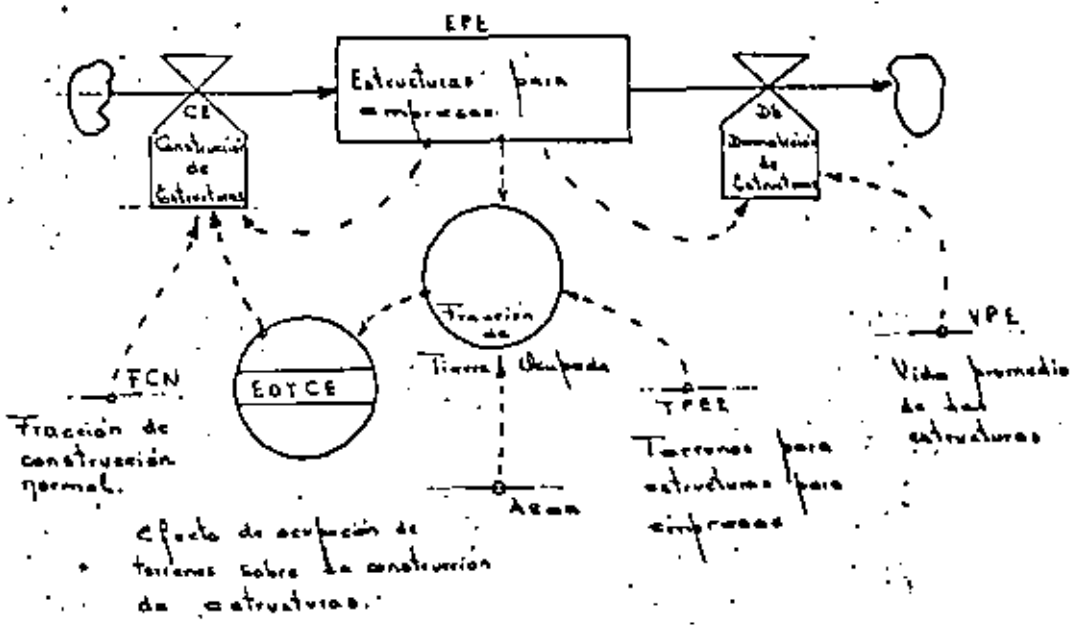 EPE
Estructuras para
empresas.
CE
Construción
de
Estructuras
DE
Demolición
de
Estructuras
Fracción
de
Tierra Ocupada
EOTCE
FCN
Fracción de
construcción
normal.
VPE
Vida promedio
de las
estructuras
TPEE
Terrenos para
estructuras para
empresas
Area
Efecto de ocupación de
terrenos sobre la construcción
de estructuras.